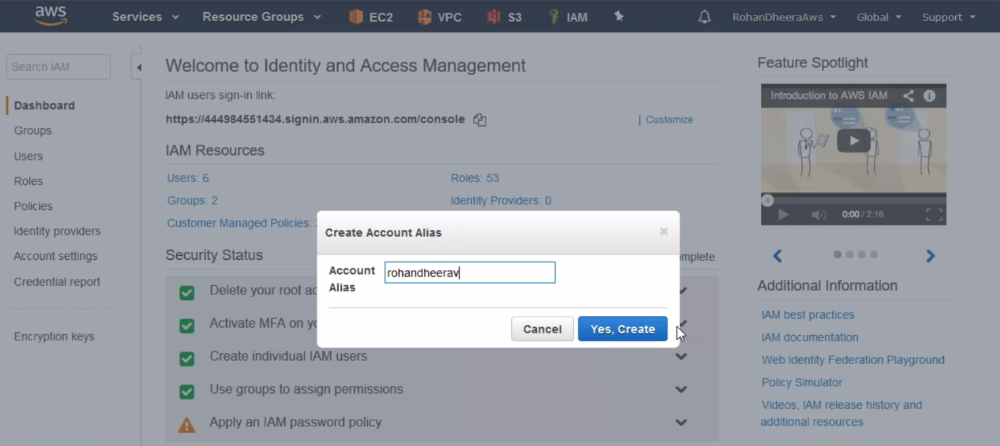 aws
Services
Resource Groups
EC2
VPC
S3
IAM
RohanDheeraAws
Global
Support
Search IAM
Dashboard
Groups
Users
Roles
Policies
Identity providers
Account settings
Credential report
Encryption keys
Welcome to Identity and Access Management
IAM users sign-in link:
https://444984551434.signin.aws.amazon.com/console
| Customize
IAM Resources
Users: 6
Roles: 53
Groups: 2
Identity Providers: 0
Customer Managed Policies:
Security Status
omplete.
Delete your root ac
Activate MFA on yo
Create individual IAM users
Use groups to assign permissions
Apply an IAM password policy
Create Account Alias
Account
Alias
rohandheerav
Cancel
Yes, Create
Feature Spotlight
Introduction to AWS IAM
0:00 / 2:16
Additional Information
IAM best practices
IAM documentation
Web Identity Federation Playground
Policy Simulator
Videos, IAM release history and
additional resources